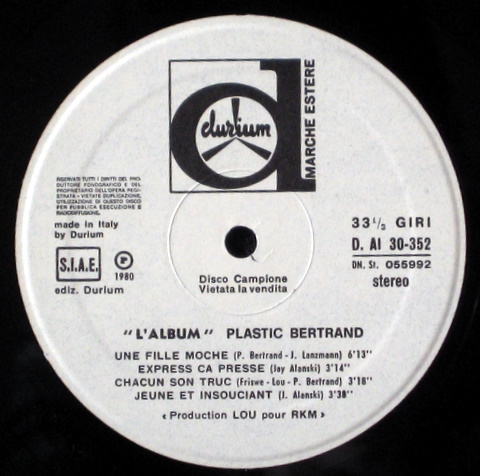 durium
MARCHE ESTERE
RISERVATI TUTTI I DIRITTI DEL PRO-
DUTTORE FONOGRAFICO E DEL
PROPRIETARIO DELL'OPERA REGI-
STRATA - VIETATE DUPLICAZIONE,
UTILIZZAZIONE DI QUESTO DISCO
PER PUBBLICA ESECUZIONE E
RADIODIFFUSIONE.
made in Italy
by Durium
S.I.A.E.
P
1980
ediz. Durium
33 1/3 GIRI
D. AI 30-352
DN. St. 055992
stereo
Disco Campione
Vietata la vendita
"L'ALBUM" PLASTIC BERTRAND
UNE FILLE MOCHE (P. Bertrand - J. Lanzmann) 6'13"
EXPRESS CA PRESSE (Jay Alanski) 3'14"
CHACUN SON TRUC (Friswe - Lou - P. Bertrand) 3'18"
JEUNE ET INSOUCIANT (J. Alanski) 3'38"
«Production LOU pour RKM»